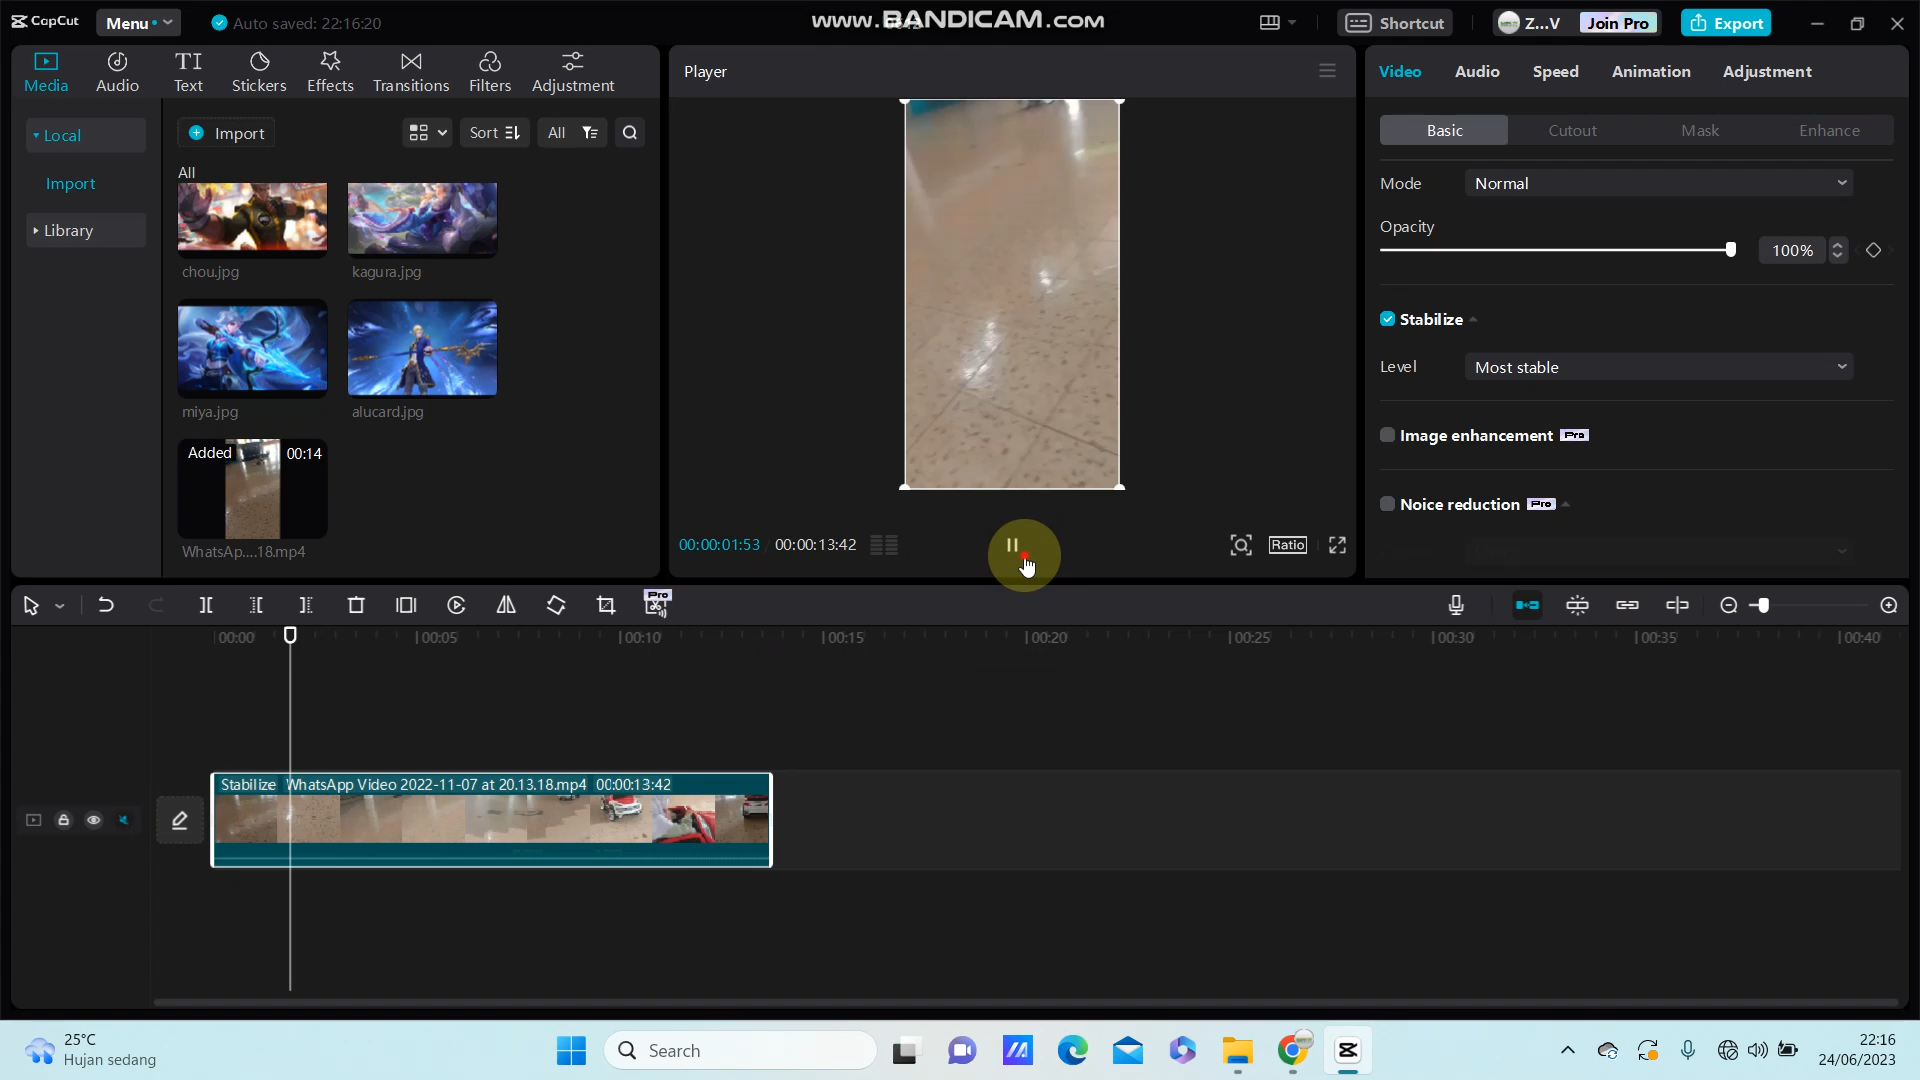 CapCut Menu Auto saved: 22:16:20 www.BANDICAM.com Shortcut Z...V Join Pro Export
Media Audio Text Stickers Effects Transitions Filters Adjustment
Local
Import
Library
Import Sort All
All
chou.jpg kagura.jpg
miya.jpg alucard.jpg
Added 00:14
WhatsAp....18.mp4
Player
00:00:01:53 00:00:13:42 Ratio
Video Audio Speed Animation Adjustment
Basic Cutout Mask Enhance
Mode Normal
Opacity
100%
Stabilize
Level Most stable
Image enhancement Pro
Noice reduction Pro
Pro
00:00 00:05 00:10 00:15 00:20 00:25 00:30 00:35 00:40
Stabilize WhatsApp Video 2022-11-07 at 20.13.18.mp4 00:00:13:42
25°C
Hujan sedang
Search
22:16
24/06/2023